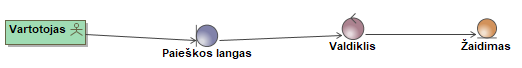 Vartotojas
Paieškos langas
Valdiklis
Žaidimas